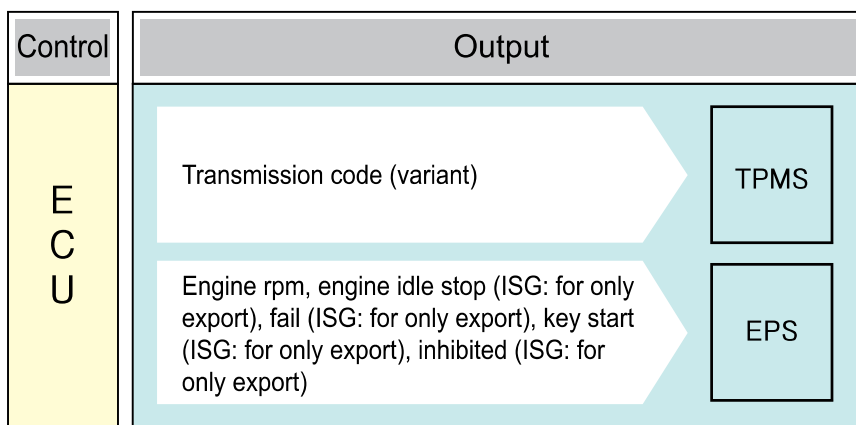 Control
Output
E
C
U
Transmission code (variant)
TPMS
Engine rpm, engine idle stop (ISG: for only
export), fail (ISG: for only export), key start
(ISG: for only export), inhibited (ISG: for
only export)
EPS